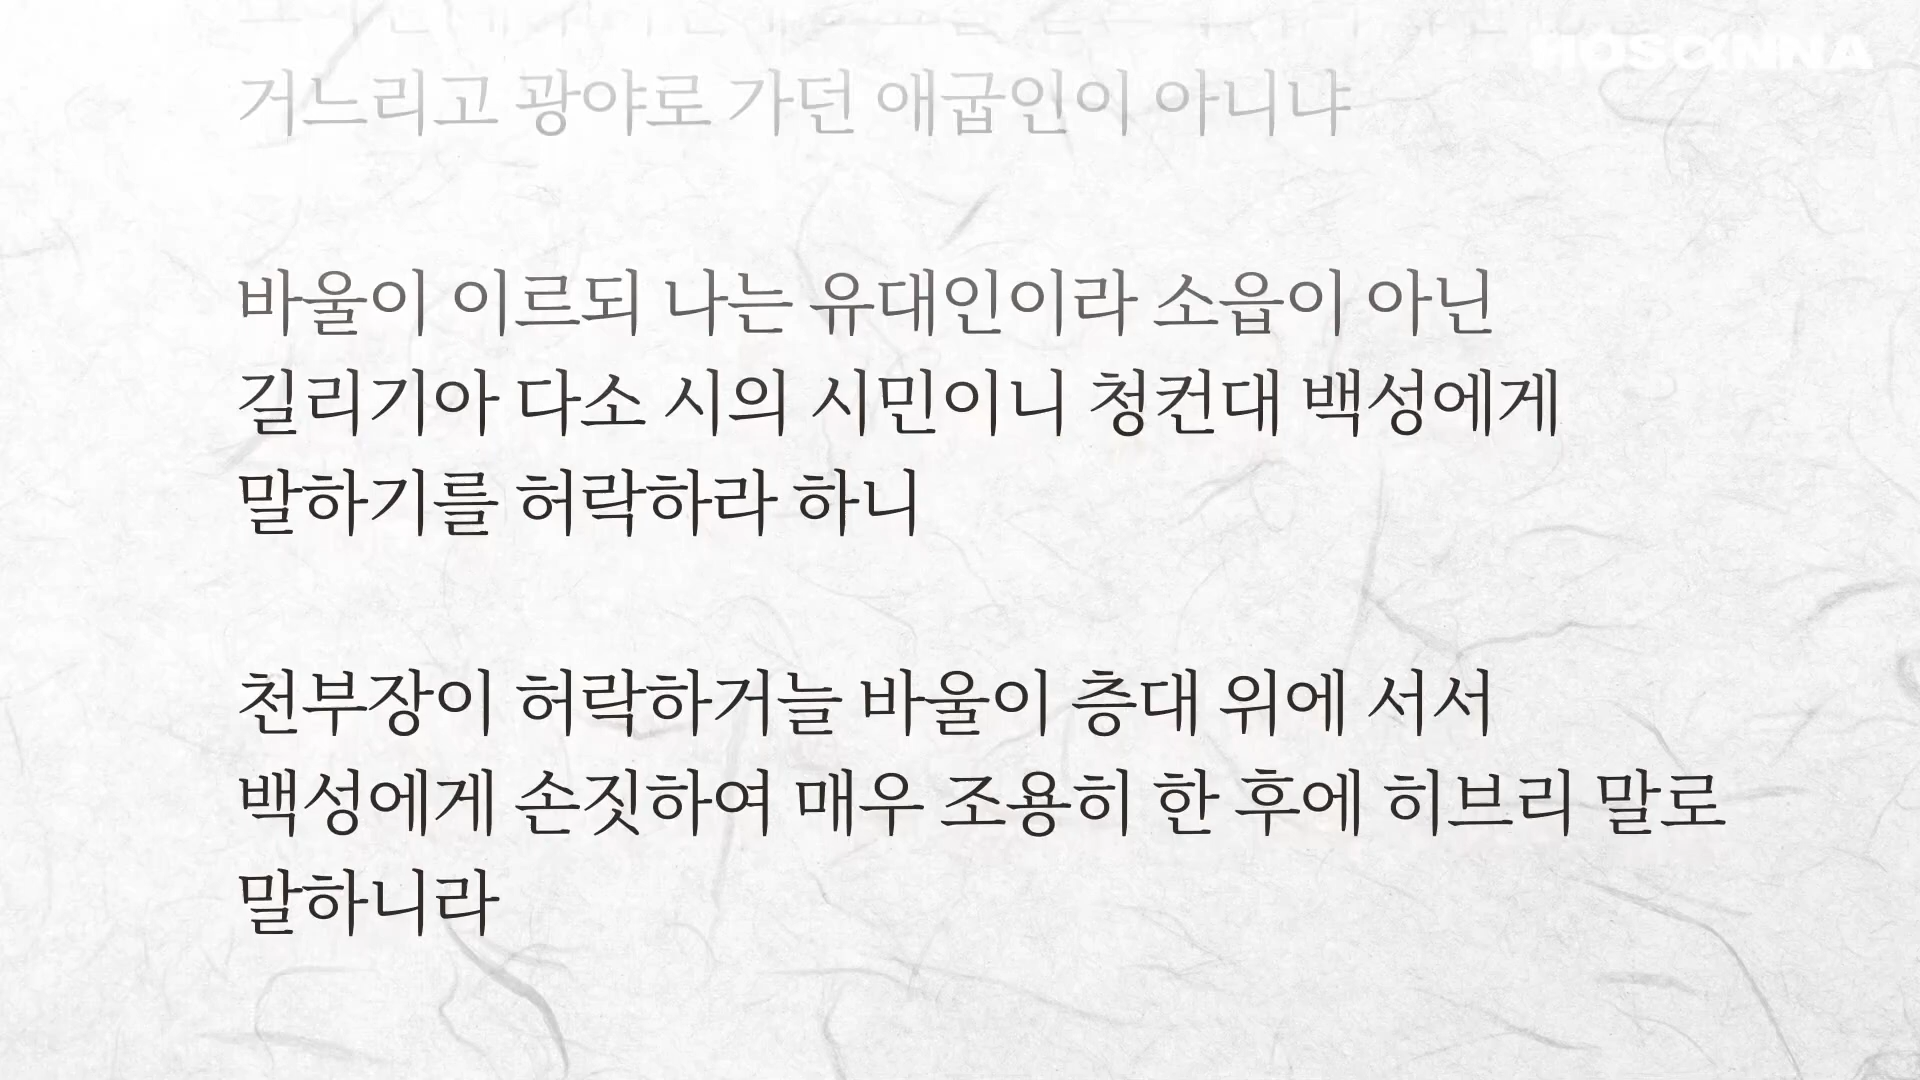 HOSANNA
거느리고 광야로 가던 애굽인이 아니냐
바울이 이르되 나는 유대인이라 소읍이 아닌
길리기아 다소 시의 시민이니 청컨대 백성에게
말하기를 허락하라 하니
천부장이 허락하거늘 바울이 층대 위에 서서
백성에게 손짓하여 매우 조용히 한 후에 히브리 말로
말하니라